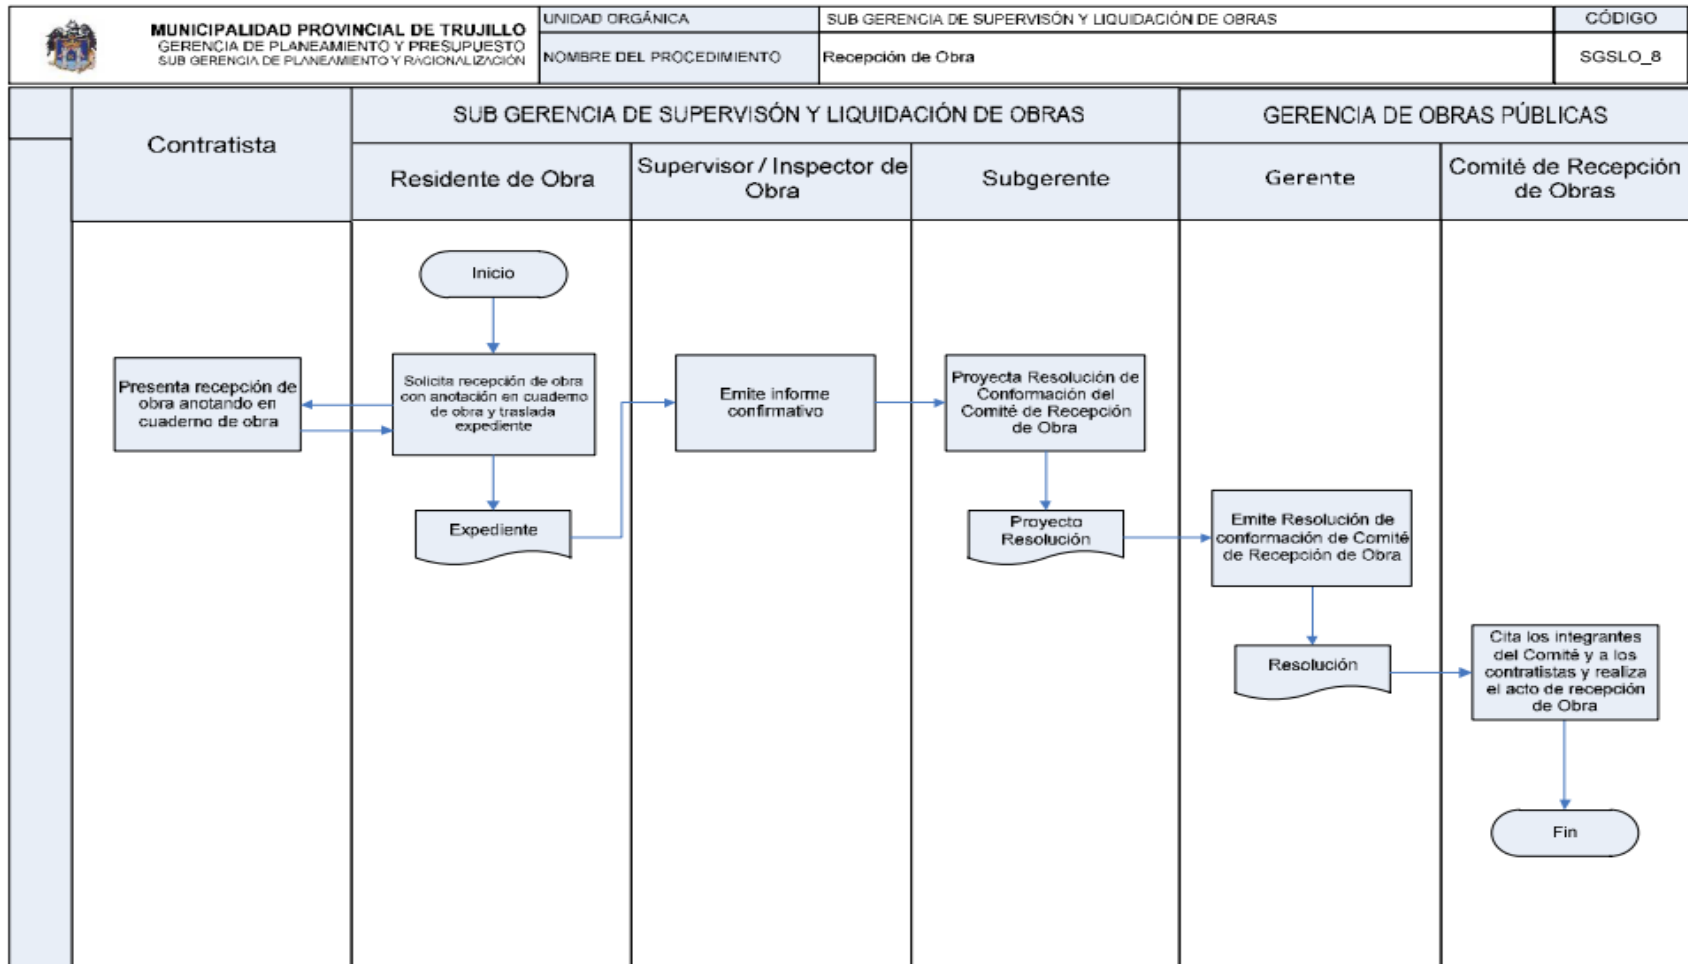 MUNICIPALIDAD PROVINCIAL DE TRUJILLO
GERENCIA DE PLANEAMIENTO Y PRESUPUESTO
SUB GERENCIA DE PLANEAMIENTO Y RACIONALIZACIÓN
UNIDAD ORGÁNICA
SUB GERENCIA DE SUPERVISÓN Y LIQUIDACIÓN DE OBRAS
CÓDIGO
NOMBRE DEL PROCEDIMIENTO
Recepción de Obra
SGSLO_8
Contratista
SUB GERENCIA DE SUPERVISÓN Y LIQUIDACIÓN DE OBRAS
GERENCIA DE OBRAS PÚBLICAS
Residente de Obra
Supervisor / Inspector de
Obra
Subgerente
Gerente
Comité de Recepción
de Obras
Inicio
Presenta recepción de
obra anotando en
cuaderno de obra
Solicita recepción de obra
con anotación en cuaderno
de obra y traslada
expediente
Emite informe
confirmativo
Proyecta Resolución de
Conformación del
Comité de Recepción
de Obra
Expediente
Proyecto
Resolución
Emite Resolución de
conformación de Comité
de Recepción de Obra
Resolución
Cita los integrantes
del Comité y a los
contratistas y realiza
el acto de recepción
de Obra
Fin